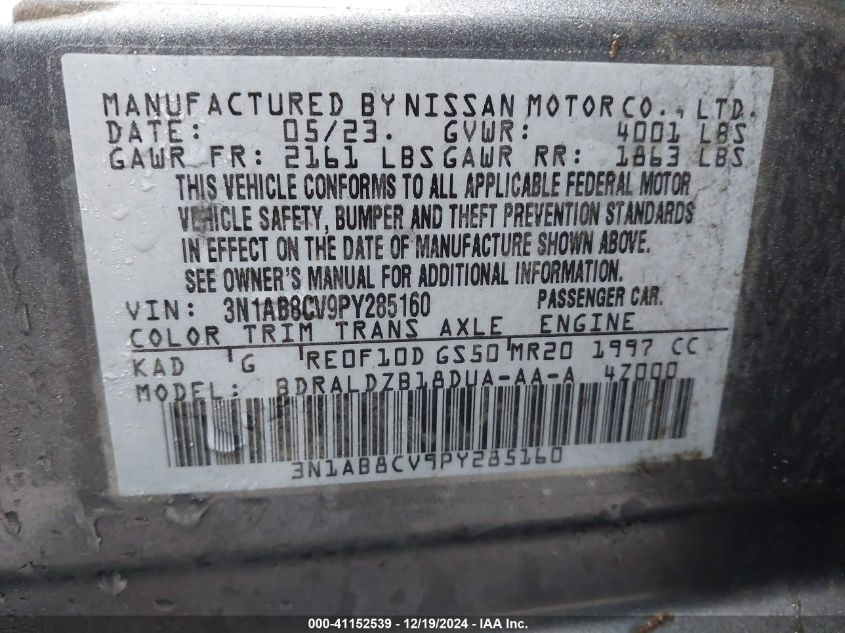 MANUFACTURED BY NISSAN MOTOR CO., LTD.
DATE: 05/23. GVWR: 4001 LBS
GAWR FR: 2161 LBS GAWR RR: 1863 LBS
THIS VEHICLE CONFORMS TO ALL APPLICABLE FEDERAL MOTOR
VEHICLE SAFETY, BUMPER AND THEFT PREVENTION STANDARDS
IN EFFECT ON THE DATE OF MANUFACTURE SHOWN ABOVE.
SEE OWNER'S MANUAL FOR ADDITIONAL INFORMATION.
VIN: 3N1AB8CV9PY285160 PASSENGER CAR.
COLOR TRIM TRANS AXLE ENGINE
KAD G RE0F10D GS50 MR20 1997 CC
MODEL: BDRALDZB18DUA-AA-A 4Z000
3N1AB8CV9PY285160
000-41152539 - 12/19/2024 - IAA Inc.